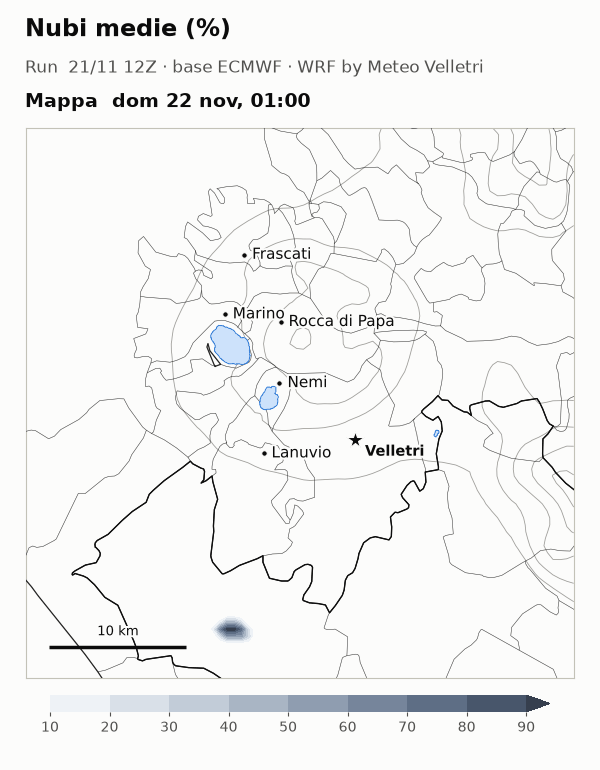 Nubi medie (%)
Run  21/11 12Z · base ECMWF · WRF by Meteo Velletri
Mappa  dom 22 nov, 01:00
Frascati
Marino
Rocca di Papa
Nemi
Velletri
Lanuvio
10 km
10 20 30 40 50 60 70 80 90